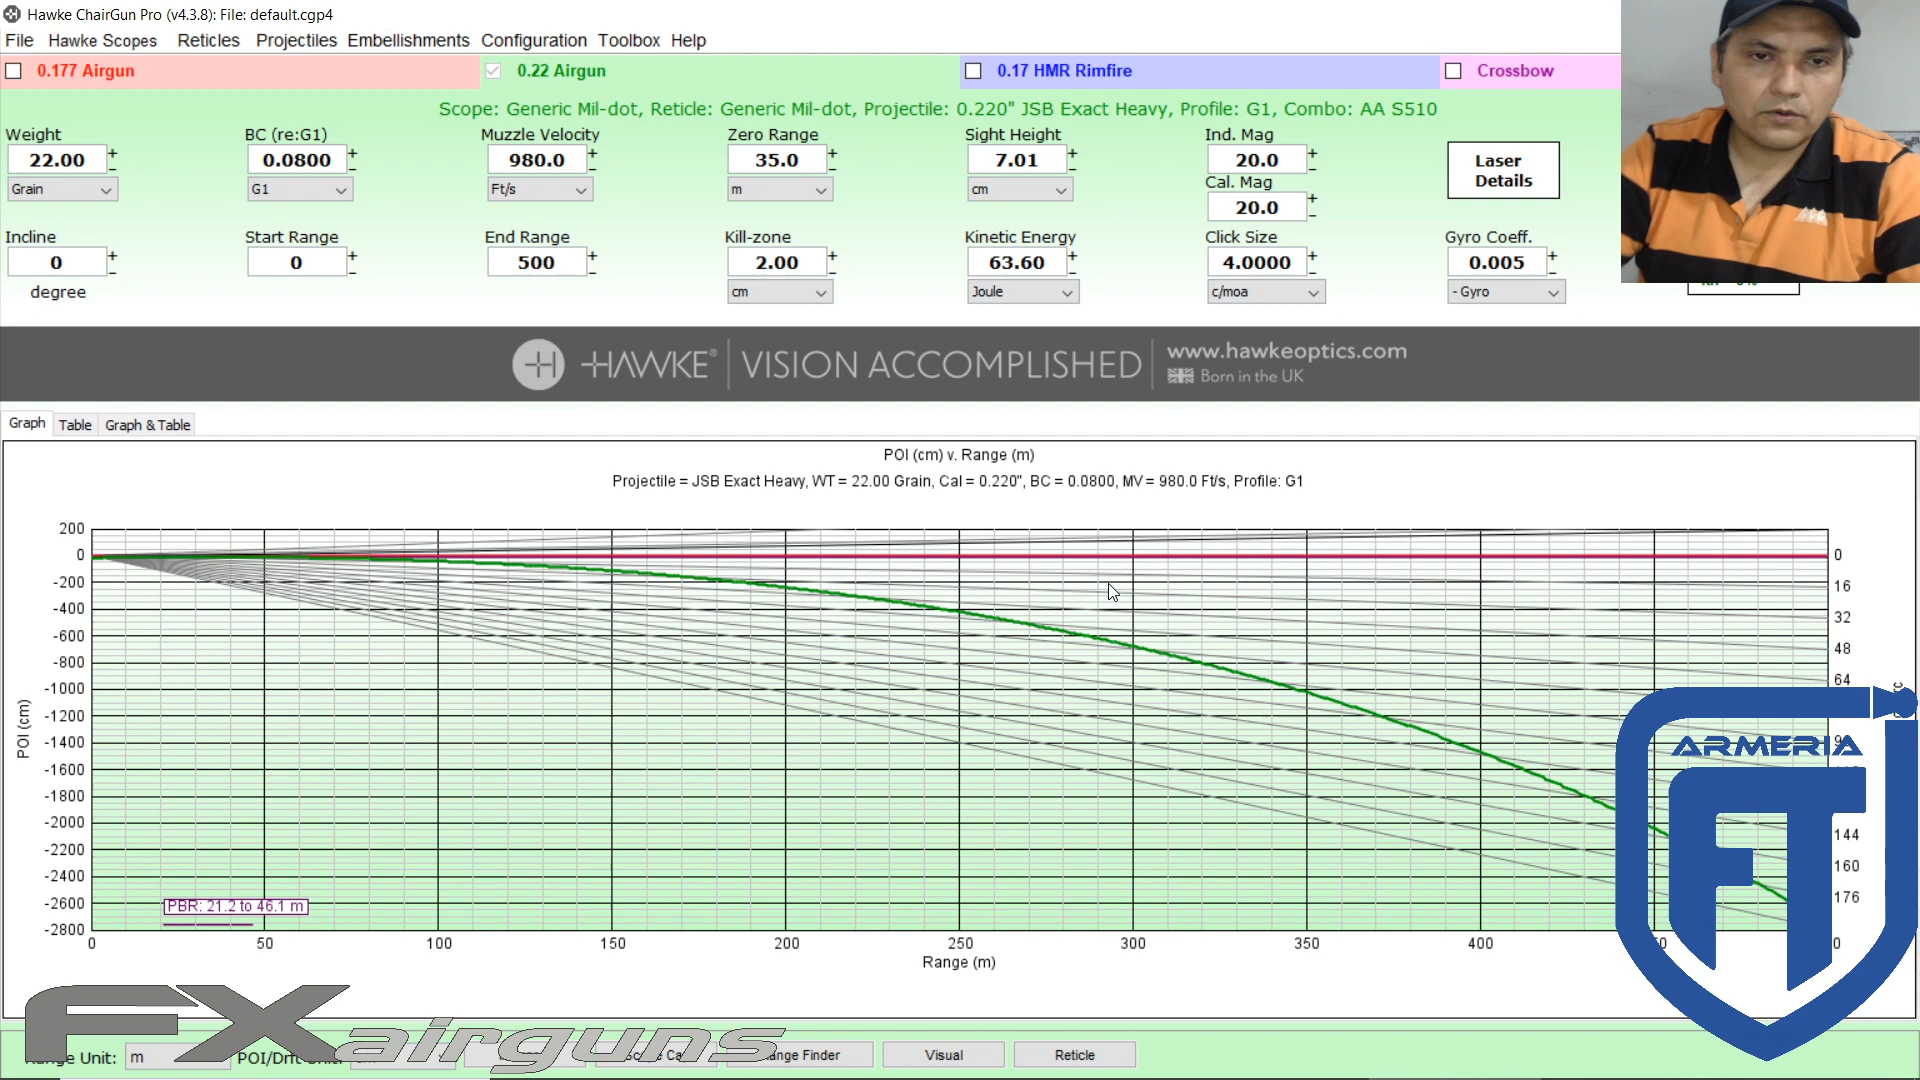 Hawke ChairGun Pro (v4.3.8): File: default.cgp4
File Hawke Scopes Reticles Projectiles Embellishments Configuration Toolbox Help
0.177 Airgun 0.22 Airgun 0.17 HMR Rimfire Crossbow
Scope: Generic Mil-dot, Reticle: Generic Mil-dot, Projectile: 0.220" JSB Exact Heavy, Profile: G1, Combo: AA S510
Weight BC (re:G1) Muzzle Velocity Zero Range Sight Height Ind. Mag
22.00 + - 0.0800 + - 980.0 + - 35.0 + - 7.01 + - 20.0 + - Laser Details
Grain G1 Ft/s m cm Cal. Mag
20.0 + -
Incline Start Range End Range Kill-zone Kinetic Energy Click Size Gyro Coeff.
0 + - 0 + - 500 + - 2.00 + - 63.60 + - 4.0000 + - 0.005 + -
degree cm Joule c/moa - Gyro
HAWKE® VISION ACCOMPLISHED www.hawkeoptics.com
Born in the UK
Graph Table Graph & Table
POI (cm) v. Range (m)
Projectile = JSB Exact Heavy, WT = 22.00 Grain, Cal = 0.220", BC = 0.0800, MV = 980.0 Ft/s, Profile: G1
200
0 0
-200 16
-400 32
-600 48
-800 64
-1000
-1200
-1400
-1600
-1800
-2000 144
-2200 160
-2400 176
-2600
-2800
POI (cm)
PBR: 21.2 to 46.1 m
0 50 100 150 200 250 300 350 400
Range (m)
ARMERIA
FT
FX airguns
Unit: m Visual Reticle